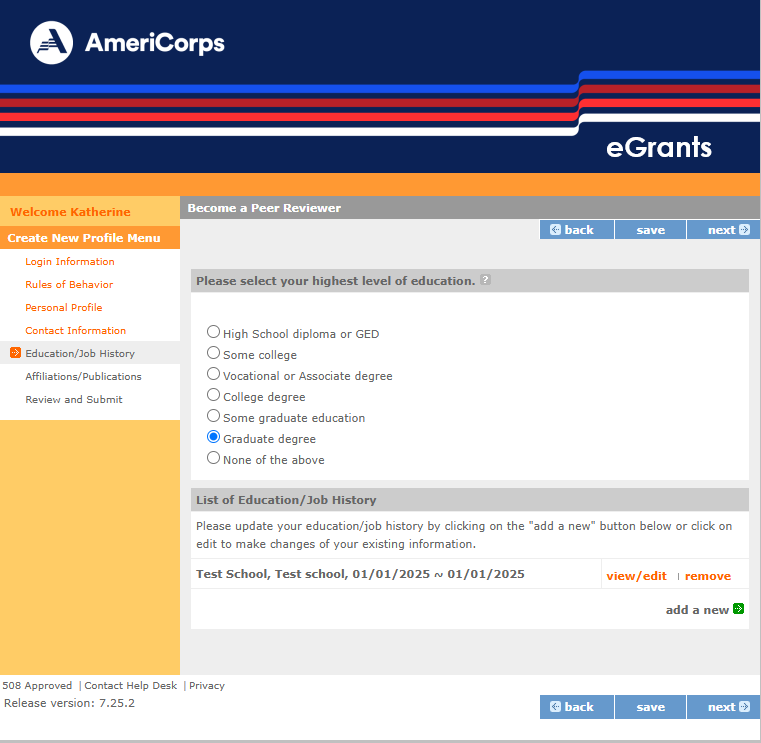 AmeriCorps
eGrants
Welcome Katherine
Create New Profile Menu
Login Information
Rules of Behavior
Personal Profile
Contact Information
Education/Job History
Affiliations/Publications
Review and Submit
Become a Peer Reviewer
back save next
Please select your highest level of education. ?
High School diploma or GED
Some college
Vocational or Associate degree
College degree
Some graduate education
Graduate degree
None of the above
List of Education/Job History
Please update your education/job history by clicking on the "add a new" button below or click on
edit to make changes of your existing information.
Test School, Test school, 01/01/2025 ~ 01/01/2025 view/edit | remove
add a new
508 Approved | Contact Help Desk | Privacy
Release version: 7.25.2
back save next